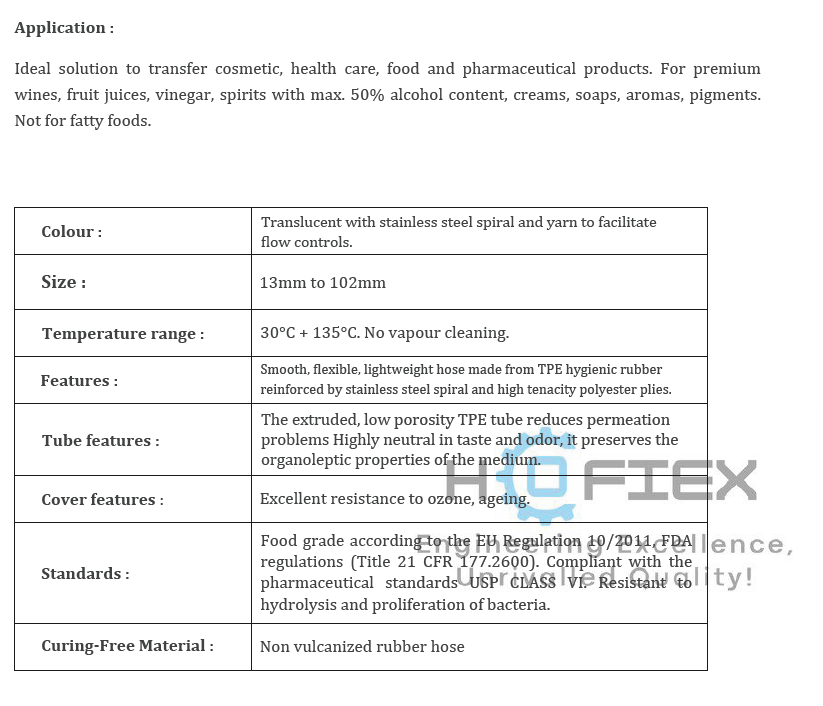 Application :
Ideal solution to transfer cosmetic, health care, food and pharmaceutical products. For premium
wines, fruit juices, vinegar, spirits with max. 50% alcohol content, creams, soaps, aromas, pigments.
Not for fatty foods.
Colour :
Translucent with stainless steel spiral and yarn to facilitate
flow controls.
Size :
13mm to 102mm
Temperature range :
30°C + 135°C. No vapour cleaning.
Features :
Smooth, flexible, lightweight hose made from TPE hygienic rubber
reinforced by stainless steel spiral and high tenacity polyester plies.
Tube features :
The extruded, low porosity TPE tube reduces permeation
problems Highly neutral in taste and odor, it preserves the
organoleptic properties of the medium.
Cover features :
Excellent resistance to ozone, ageing.
Standards :
Food grade according to the EU Regulation 10/2011, FDA
regulations (Title 21 CFR 177.2600). Compliant with the
pharmaceutical standards USP CLASS VI. Resistant to
hydrolysis and proliferation of bacteria.
Curing-Free Material :
Non vulcanized rubber hose
HOFIEX
Engineering Excellence,
Unrivalled Quality!